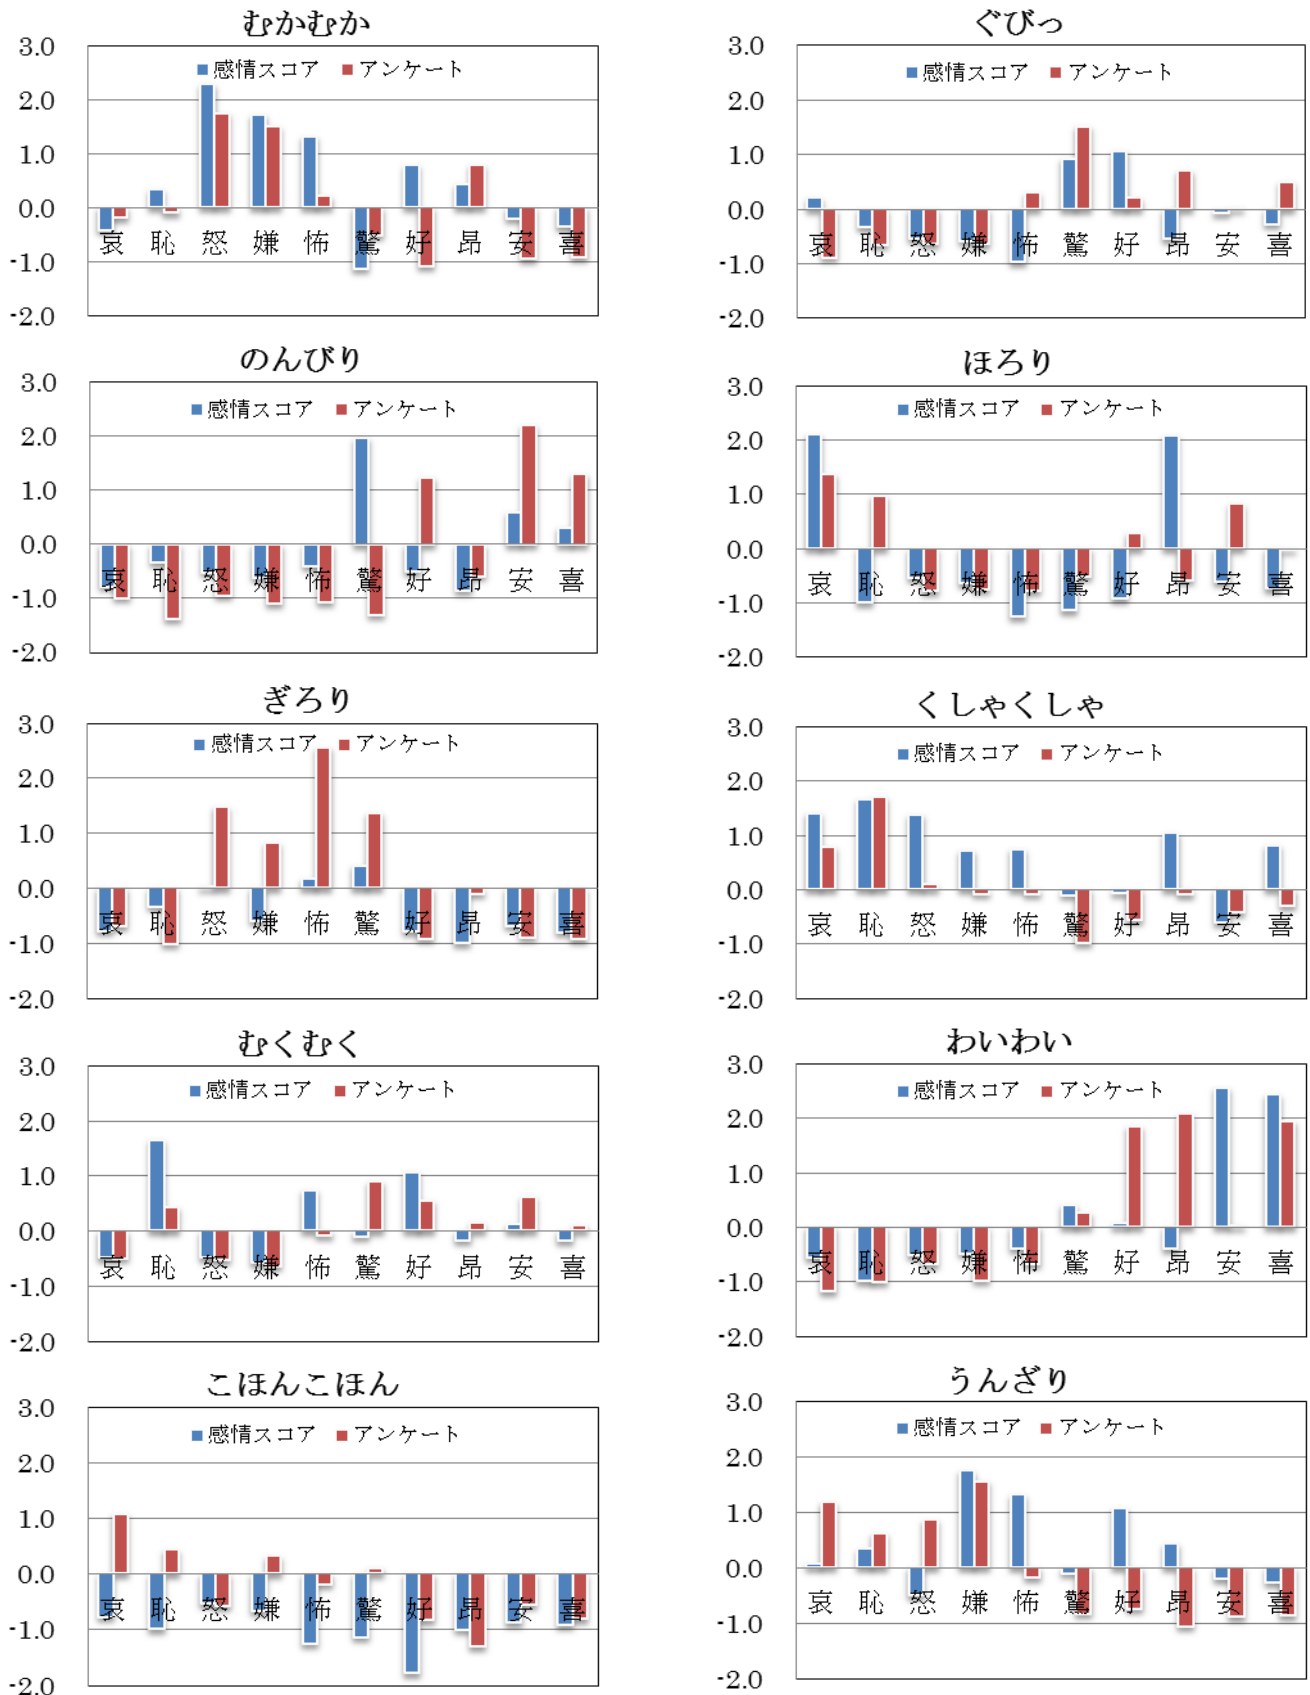 むかむか
感情スコア アンケート
3.0
2.0
1.0
0.0
-1.0
-2.0
哀 恥 怒 嫌 怖 驚 好 昂 安 喜
ぐびっ
感情スコア アンケート
3.0
2.0
1.0
0.0
-1.0
-2.0
哀 恥 怒 嫌 怖 驚 好 昂 安 喜
のんびり
感情スコア アンケート
3.0
2.0
1.0
0.0
-1.0
-2.0
哀 恥 怒 嫌 怖 驚 好 昂 安 喜
ほろり
感情スコア アンケート
3.0
2.0
1.0
0.0
-1.0
-2.0
哀 恥 怒 嫌 怖 驚 好 昂 安 喜
ぎろり
感情スコア アンケート
3.0
2.0
1.0
0.0
-1.0
-2.0
哀 恥 怒 嫌 怖 驚 好 昂 安 喜
くしゃくしゃ
感情スコア アンケート
3.0
2.0
1.0
0.0
-1.0
-2.0
哀 恥 怒 嫌 怖 驚 好 昂 安 喜
むくむく
感情スコア アンケート
3.0
2.0
1.0
0.0
-1.0
-2.0
哀 恥 怒 嫌 怖 驚 好 昂 安 喜
わいわい
感情スコア アンケート
3.0
2.0
1.0
0.0
-1.0
-2.0
哀 恥 怒 嫌 怖 驚 好 昂 安 喜
こほんこほん
感情スコア アンケート
3.0
2.0
1.0
0.0
-1.0
-2.0
哀 恥 怒 嫌 怖 驚 好 昂 安 喜
うんざり
感情スコア アンケート
3.0
2.0
1.0
0.0
-1.0
-2.0
哀 恥 怒 嫌 怖 驚 好 昂 安 喜